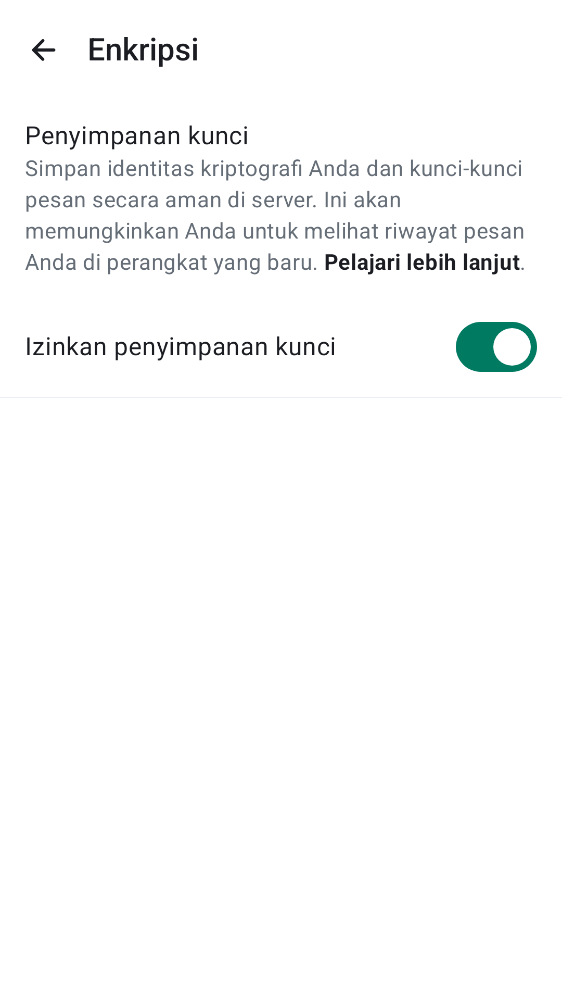 Enkripsi
Penyimpanan kunci
Simpan identitas kriptografi Anda dan kunci-kunci
pesan secara aman di server. Ini akan
memungkinkan Anda untuk melihat riwayat pesan
Anda di perangkat yang baru. Pelajari lebih lanjut.
Izinkan penyimpanan kunci